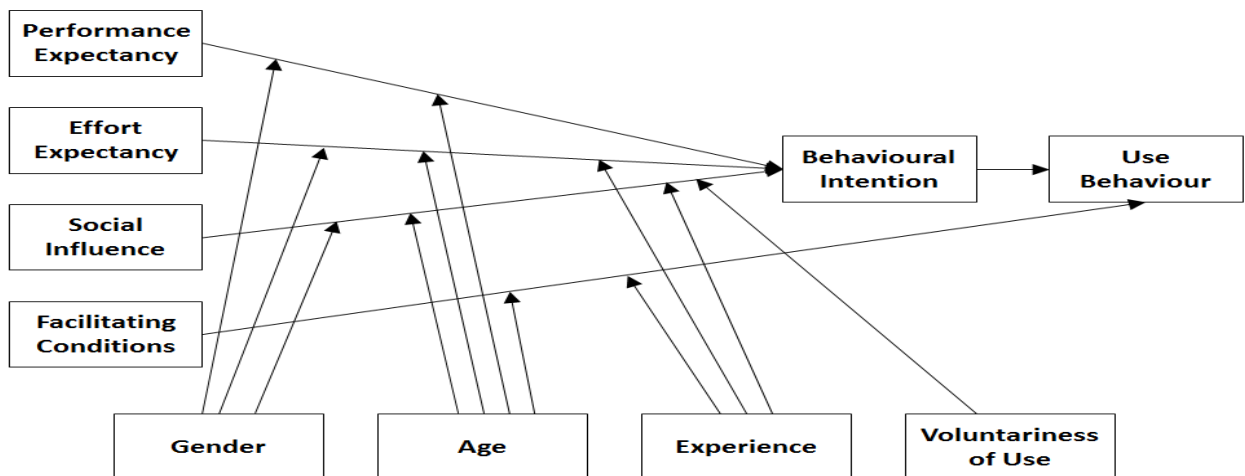 Performance
Expectancy
Effort
Expectancy
Social
Influence
Facilitating
Conditions
Behavioural
Intention
Use
Behaviour
Gender
Age
Experience
Voluntariness
of Use